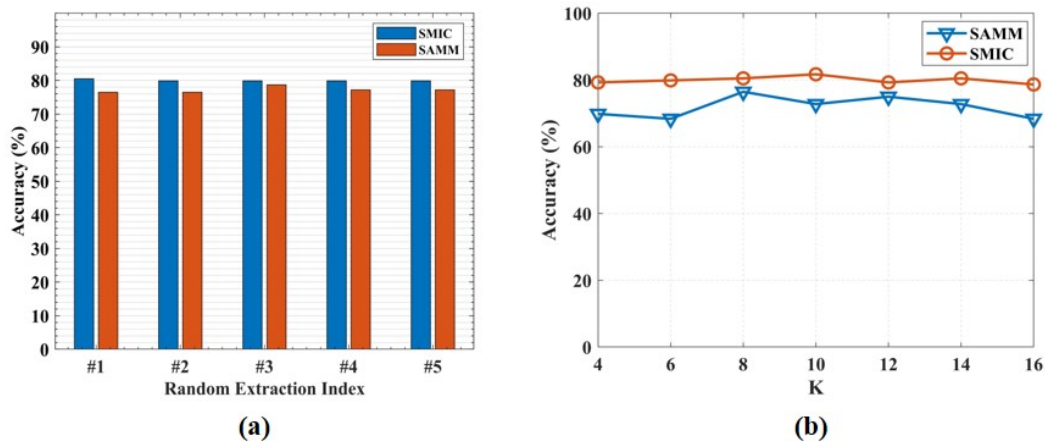 90
80
70
60
50
40
30
20
10
0
Accuracy (%)
SMIC
SAMM
#1 #2 #3 #4 #5
Random Extraction Index
(a)
100
80
60
40
20
0
Accuracy (%)
SAMM
SMIC
4 6 8 10 12 14 16
K
(b)